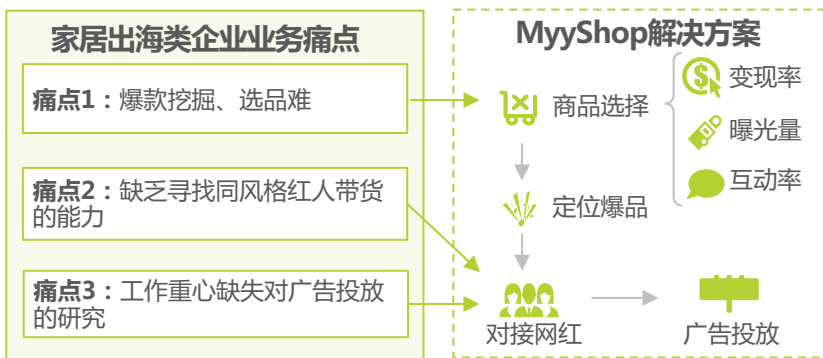 家居出海类企业业务痛点
痛点1：爆款挖掘、选品难
痛点2：缺乏寻找同风格红人带货
的能力
痛点3：工作重心缺失对广告投放
的研究
MyyShop解决方案
商品选择
变现率
曝光量
互动率
定位爆品
对接网红
广告投放